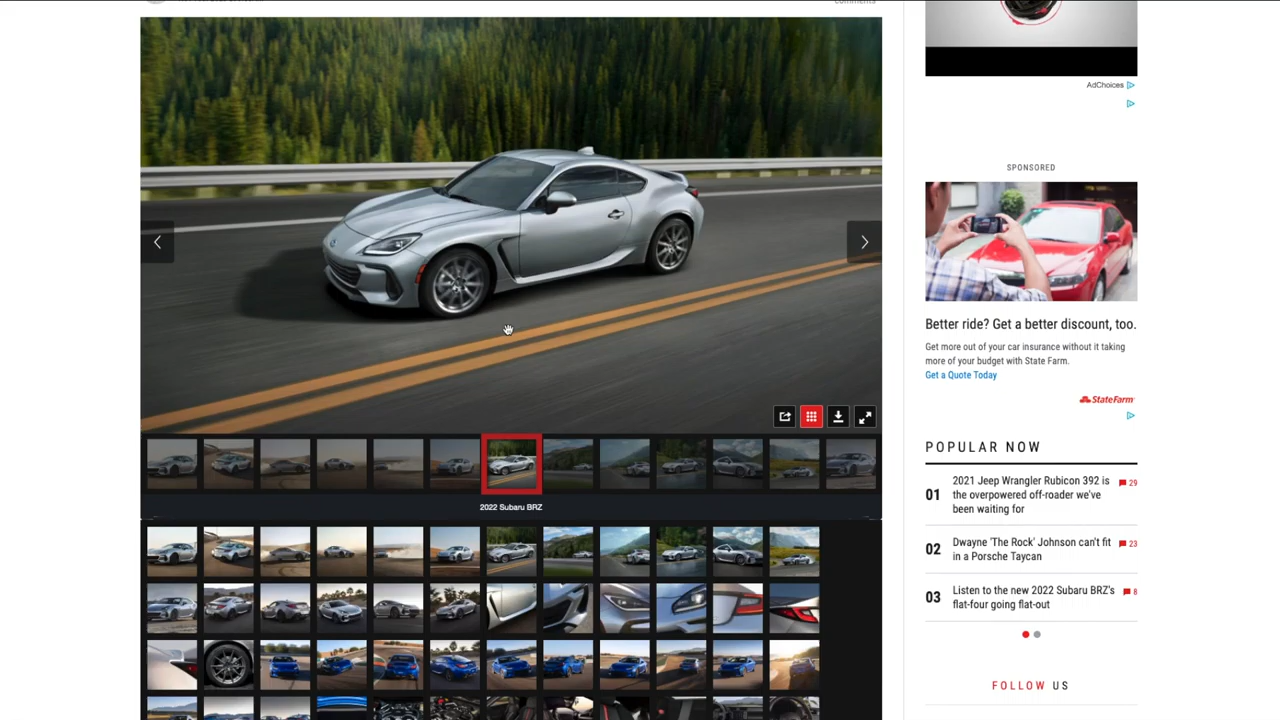 comments
AdChoices
SPONSORED
Better ride? Get a better discount, too.
Get more out of your car insurance without it taking
more of your budget with State Farm.
Get a Quote Today
StateFarm
2022 Subaru BRZ
POPULAR NOW
01
2021 Jeep Wrangler Rubicon 392 is
the overpowered off-roader we've
been waiting for
29
02
Dwayne 'The Rock' Johnson can't fit
in a Porsche Taycan
23
03
Listen to the new 2022 Subaru BRZ's
flat-four going flat-out
8
FOLLOW US